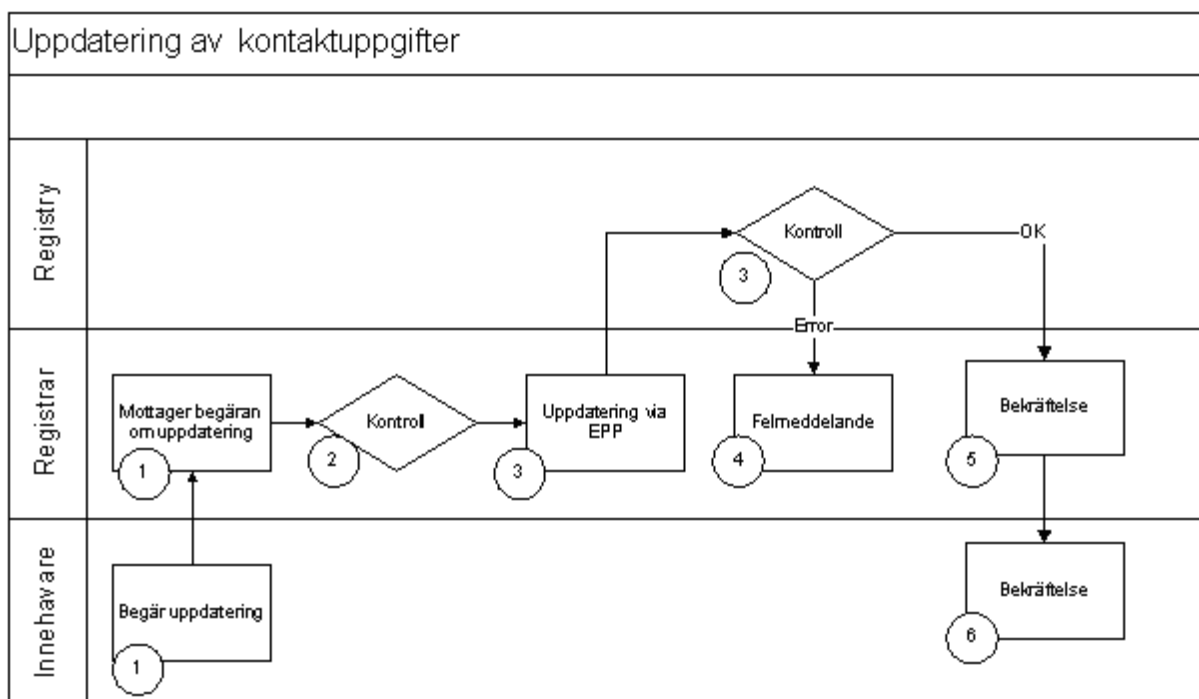 Uppdatering av kontaktuppgifter
Registry
Kontroll
3
OK
Error
Registrar
Mottager begäran
om uppdatering
1
Kontroll
2
Uppdatering via
EPP
3
Felmeddelande
4
Bekräftelse
5
Innehavare
Begär uppdatering
1
Bekräftelse
6